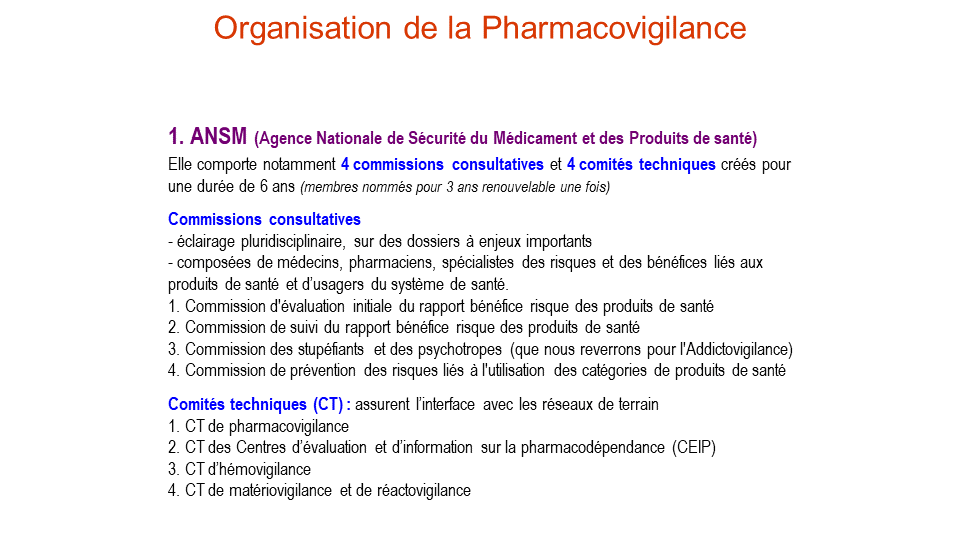 Organisation de la Pharmacovigilance
1. ANSM (Agence Nationale de Sécurité du Médicament et des Produits de santé)
Elle comporte notamment 4 commissions consultatives et 4 comités techniques créés pour
une durée de 6 ans (membres nommés pour 3 ans renouvelable une fois)
Commissions consultatives
- éclairage pluridisciplinaire, sur des dossiers à enjeux importants
- composées de médecins, pharmaciens, spécialistes des risques et des bénéfices liés aux
produits de santé et d’usagers du système de santé.
1. Commission d'évaluation initiale du rapport bénéfice risque des produits de santé
2. Commission de suivi du rapport bénéfice risque des produits de santé
3. Commission des stupéfiants et des psychotropes (que nous reverrons pour l'Addictovigilance)
4. Commission de prévention des risques liés à l'utilisation des catégories de produits de santé
Comités techniques (CT) : assurent l’interface avec les réseaux de terrain
1. CT de pharmacovigilance
2. CT des Centres d’évaluation et d’information sur la pharmacodépendance (CEIP)
3. CT d’hémovigilance
4. CT de matériovigilance et de réactovigilance